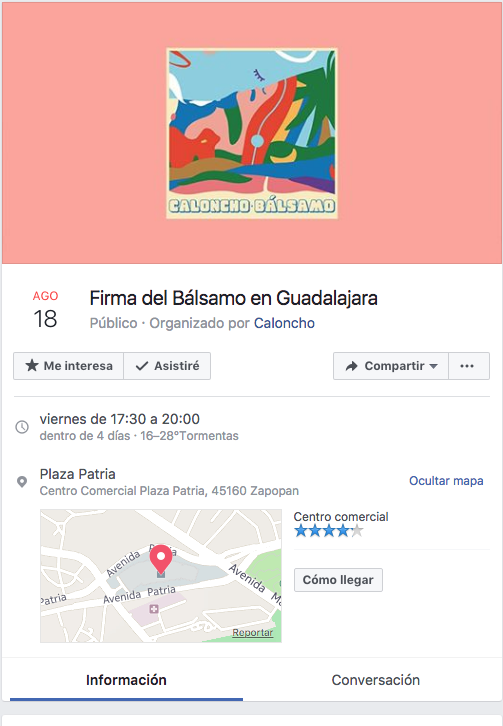 CALONCHO·BÁLSAMO
AGO
18
Firma del Bálsamo en Guadalajara
Público · Organizado por Caloncho
Me interesa
Asistiré
Compartir
viernes de 17:30 a 20:00
dentro de 4 días · 16–28°Tormentas
Plaza Patria
Centro Comercial Plaza Patria, 45160 Zapopan
Ocultar mapa
Avenida Patria
Avenida Patria
Patria
Avenida
Reportar
Centro comercial
Cómo llegar
Información
Conversación